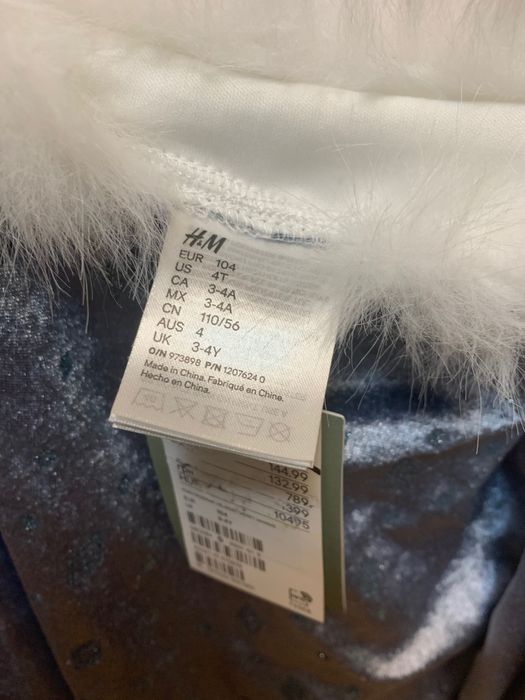 H&M
EUR 104
US 4T
CA 3-4A
MX 3-4A
CN 110/56
AUS 4
UK 3-4Y
O/N 973898 P/N 1207624 0
Made in China. Fabriqué en Chine.
Hecho en China.
144.99
132.99
789,-
399
10495
104